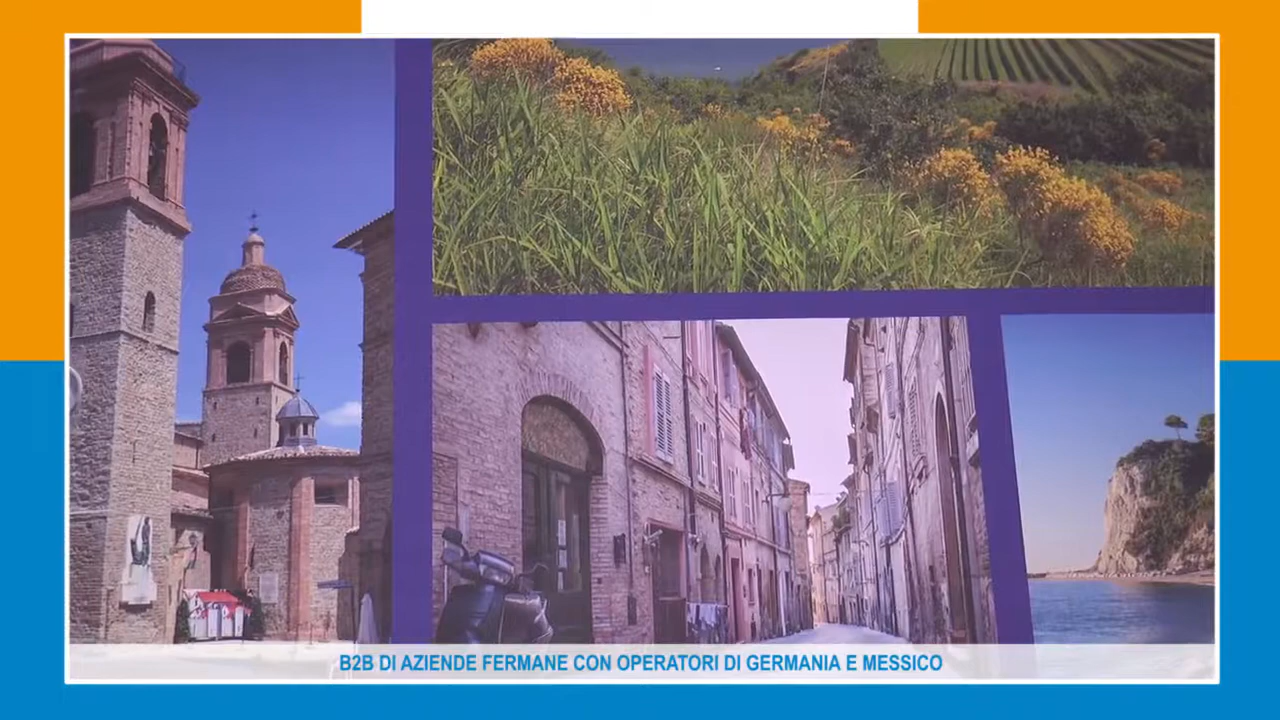 B2B DI AZIENDE FERMANE CON OPERATORI DI GERMANIA E MESSICO